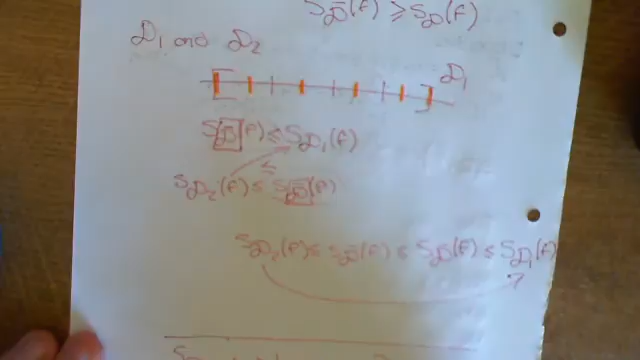 S_𝒟̄(f) ≥ S_𝒟(f)
𝒟₁ and 𝒟₂
𝒟₁
S_𝒟̄(f) ≤ S_𝒟₁(f)
≤
S_𝒟₂(f) ≤ S_𝒟̄(f)
S_𝒟₂(f) ≤ S_𝒟̄(f) ≤ S_𝒟̄(f) ≤ S_𝒟₁(f)